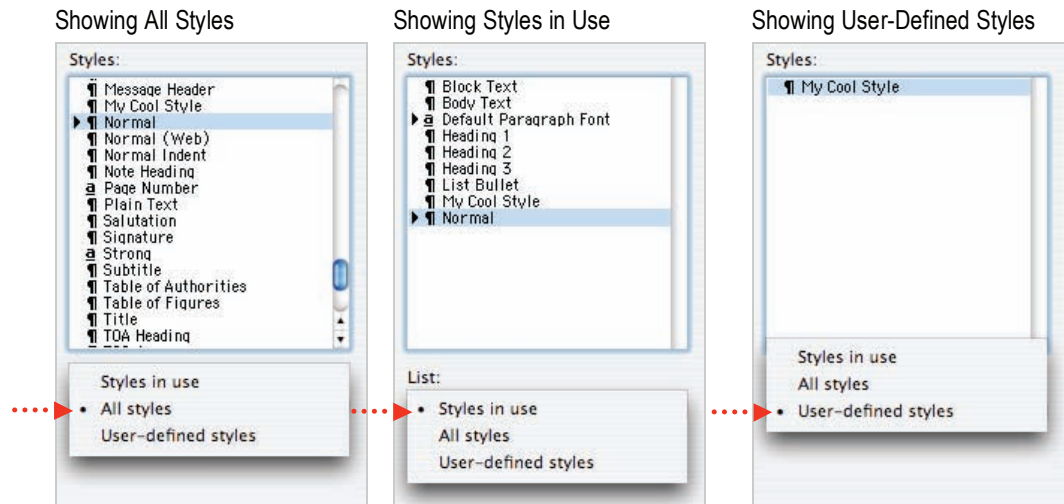 Showing All Styles
Styles:
¶ Message Header
¶ My Cool Style
¶ Normal
¶ Normal (Web)
¶ Normal Indent
¶ Note Heading
a Page Number
¶ Plain Text
¶ Salutation
¶ Signature
a Strong
¶ Subtitle
¶ Table of Authorities
¶ Table of Figures
¶ Title
¶ TOA Heading
Styles in use
• All styles
User-defined styles
Showing Styles in Use
Styles:
¶ Block Text
¶ Body Text
a Default Paragraph Font
¶ Heading 1
¶ Heading 2
¶ Heading 3
¶ List Bullet
¶ My Cool Style
¶ Normal
List:
• Styles in use
All styles
User-defined styles
Showing User-Defined Styles
Styles:
¶ My Cool Style
Styles in use
All styles
• User-defined styles